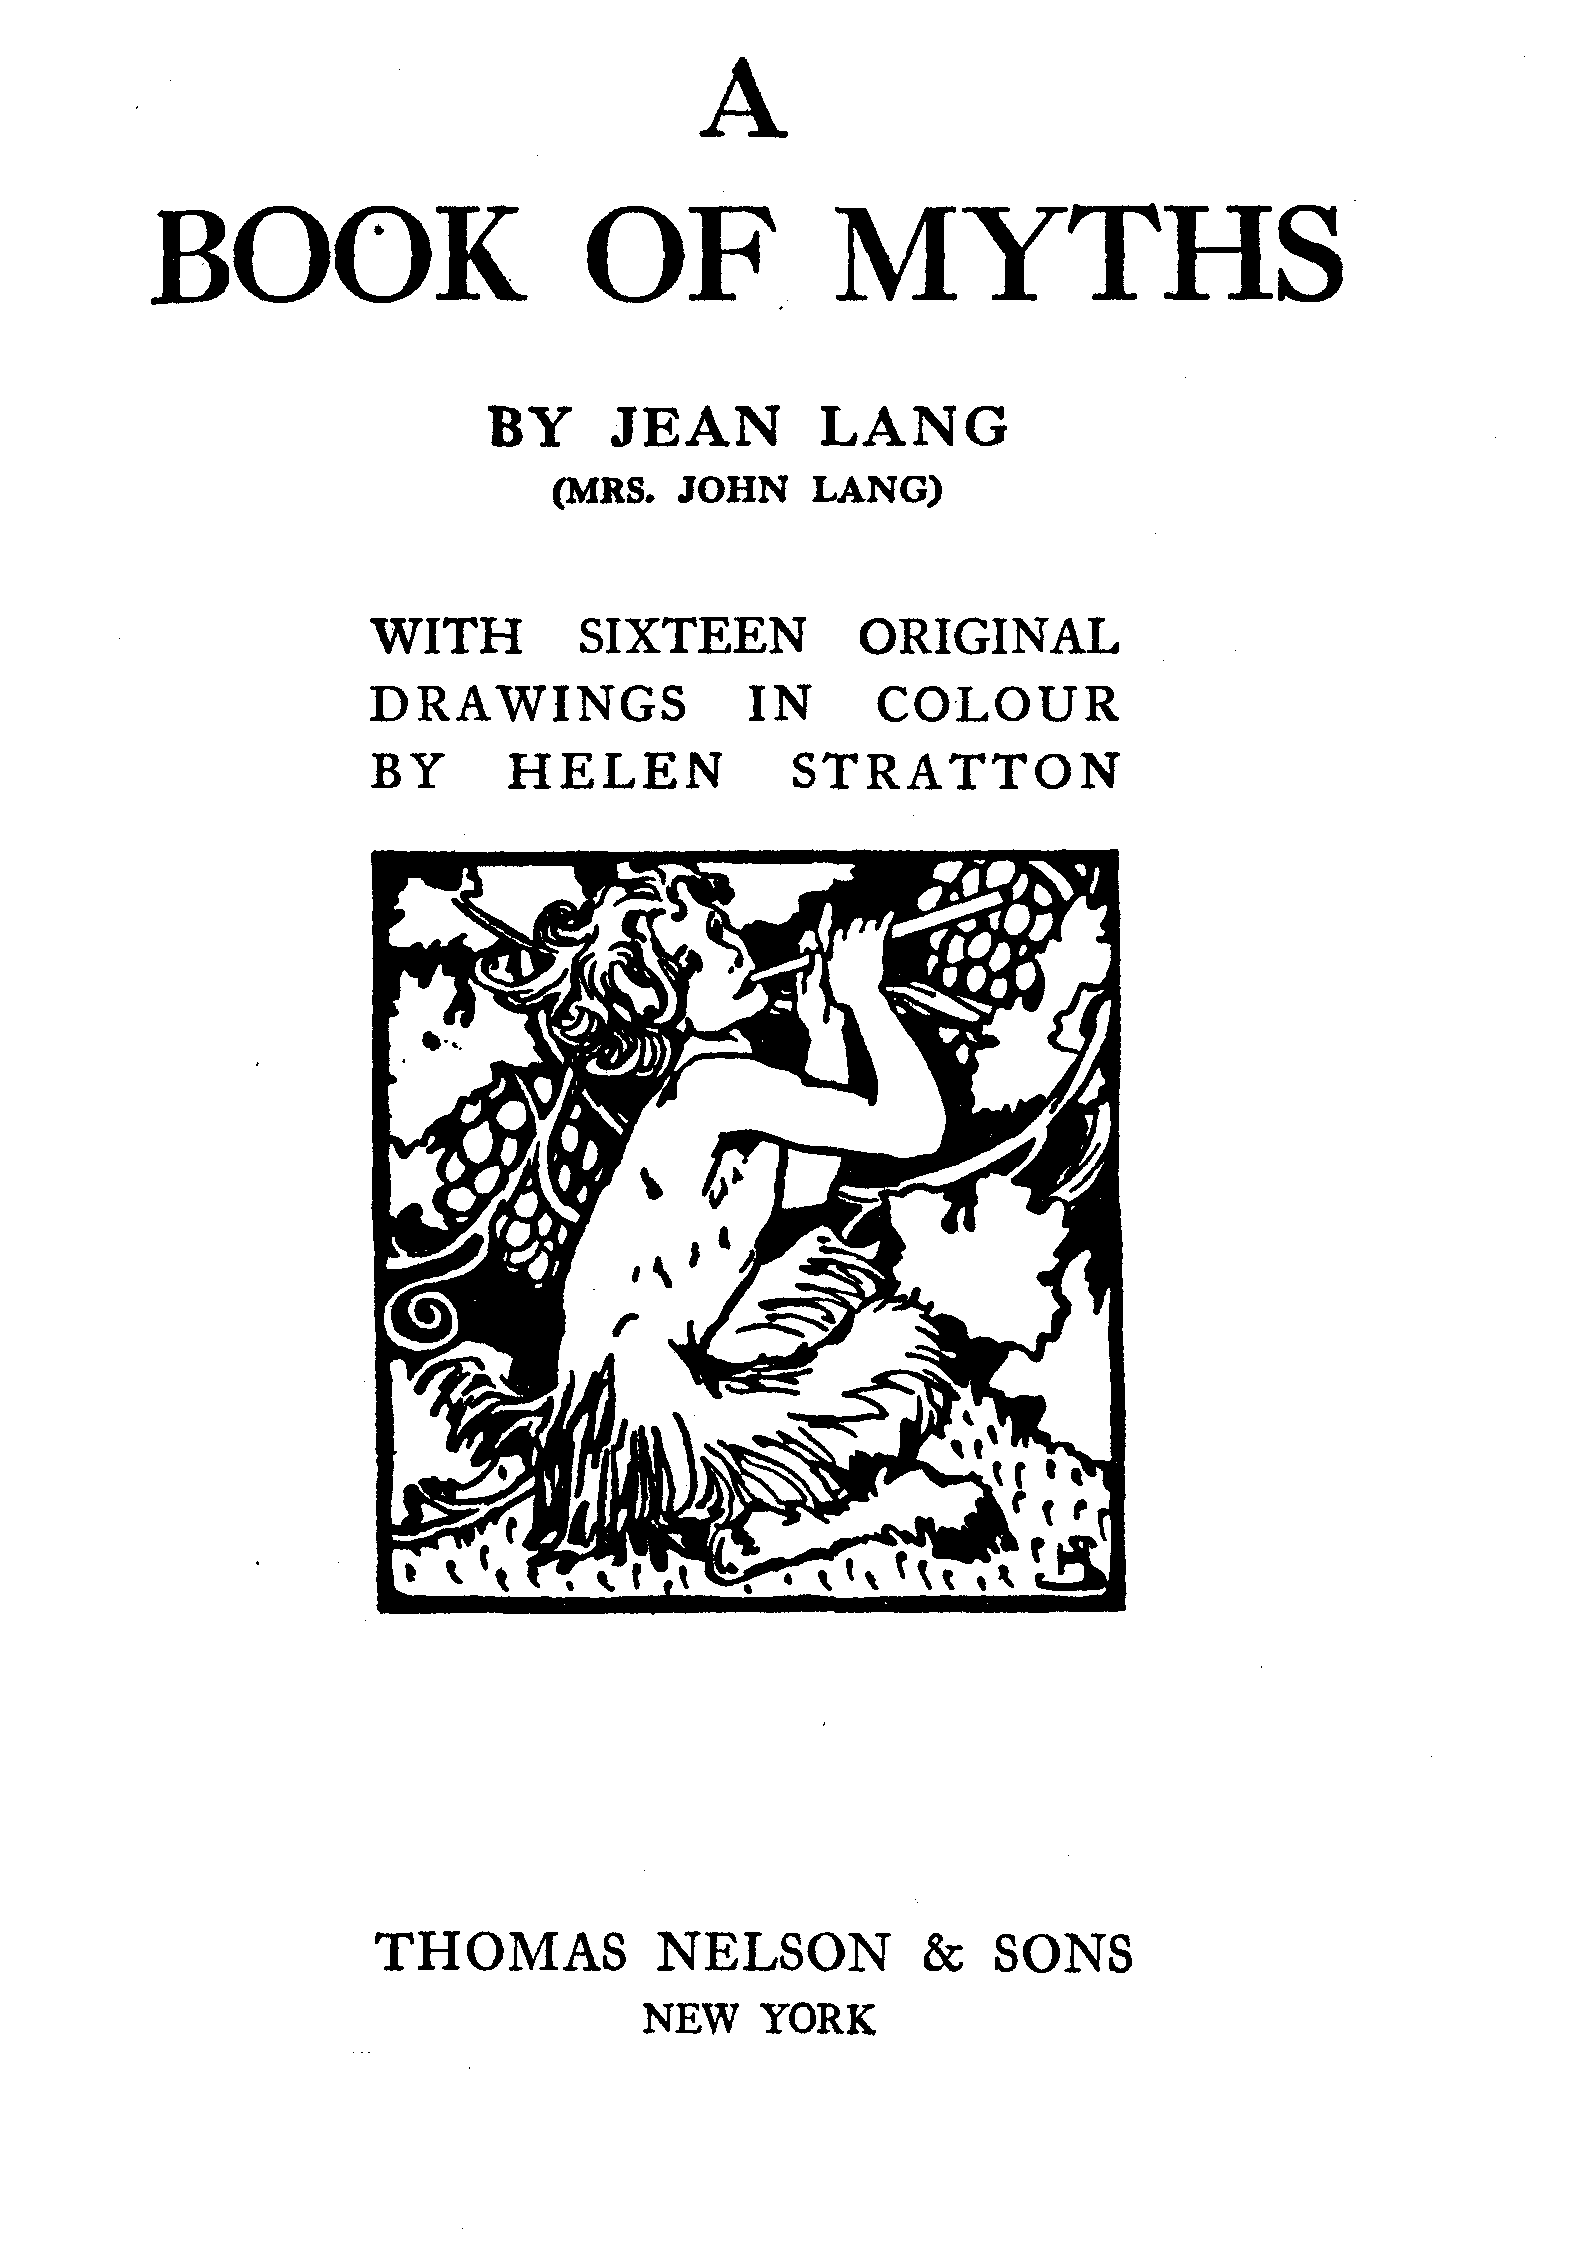 A
BOOK OF MYTHS
BY JEAN LANG
(MRS. JOHN LANG)
WITH SIXTEEN ORIGINAL
DRAWINGS IN COLOUR
BY HELEN STRATTON
THOMAS NELSON & SONS
NEW YORK